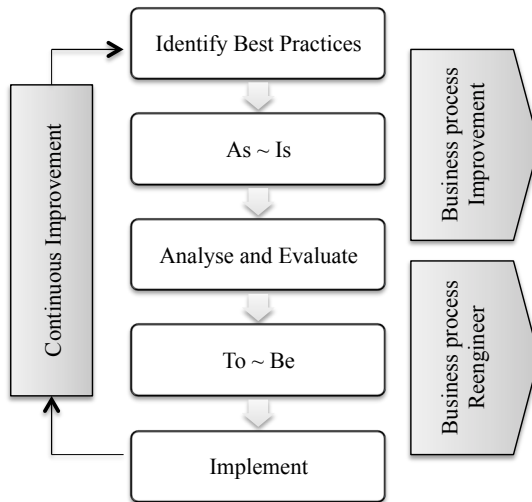 Identify Best Practices
As ~ Is
Analyse and Evaluate
To ~ Be
Implement
Continuous Improvement
Business process
Improvement
Business process
Reengineer